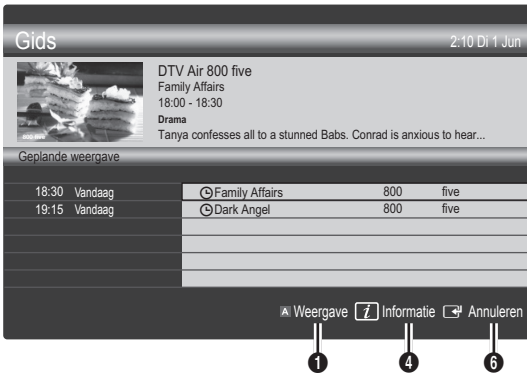 Gids 2:10 Di 1 Jun
DTV Air 800 five
Family Affairs
18:00 - 18:30
Drama
Tanya confesses all to a stunned Babs. Conrad is anxious to hear...
Geplande weergave
18:30 Vandaag Family Affairs 800 five
19:15 Vandaag Dark Angel 800 five
A Weergave i Informatie Annuleren
1 4 6